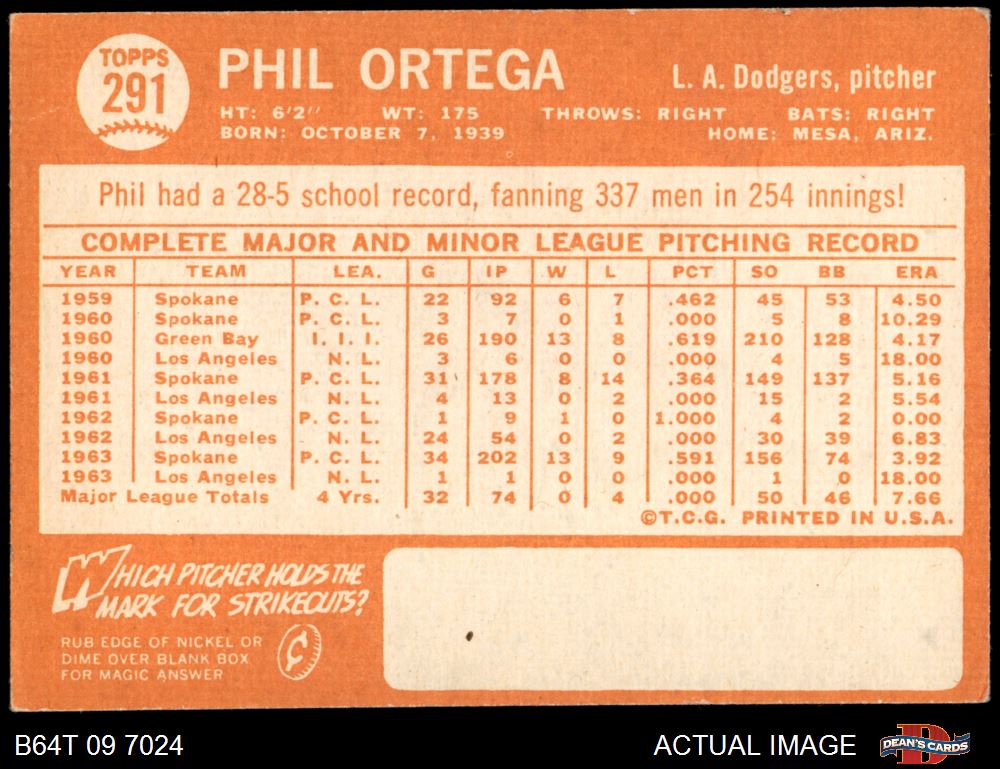 TOPPS
291
PHIL ORTEGA
L. A. Dodgers, pitcher
HT: 6'2" WT: 175 THROWS: RIGHT BATS: RIGHT
BORN: OCTOBER 7, 1939 HOME: MESA, ARIZ.
Phil had a 28-5 school record, fanning 337 men in 254 innings!
COMPLETE MAJOR AND MINOR LEAGUE PITCHING RECORD
YEAR TEAM LEA. G IP W L PCT SO BB ERA
1959 Spokane P. C. L. 22 92 6 7 .462 45 53 4.50
1960 Spokane P. C. L. 3 7 0 1 .000 5 8 10.29
1960 Green Bay I. I. I. 26 190 13 8 .619 210 128 4.17
1960 Los Angeles N. L. 3 6 0 0 .000 4 5 18.00
1961 Spokane P. C. L. 31 178 8 14 .364 149 137 5.16
1961 Los Angeles N. L. 4 13 0 2 .000 15 2 5.54
1962 Spokane P. C. L. 1 9 1 0 1.000 4 2 0.00
1962 Los Angeles N. L. 24 54 0 2 .000 30 39 6.83
1963 Spokane P. C. L. 34 202 13 9 .591 156 74 3.92
1963 Los Angeles N. L. 1 1 0 0 .000 1 0 18.00
Major League Totals 4 Yrs. 32 74 0 4 .000 50 46 7.66
©T.C.G. PRINTED IN U.S.A.
WHICH PITCHER HOLDS THE
MARK FOR STRIKEOUTS?
RUB EDGE OF NICKEL OR
DIME OVER BLANK BOX
FOR MAGIC ANSWER
¢
B64T 09 7024 ACTUAL IMAGE
DEAN'S CARDS